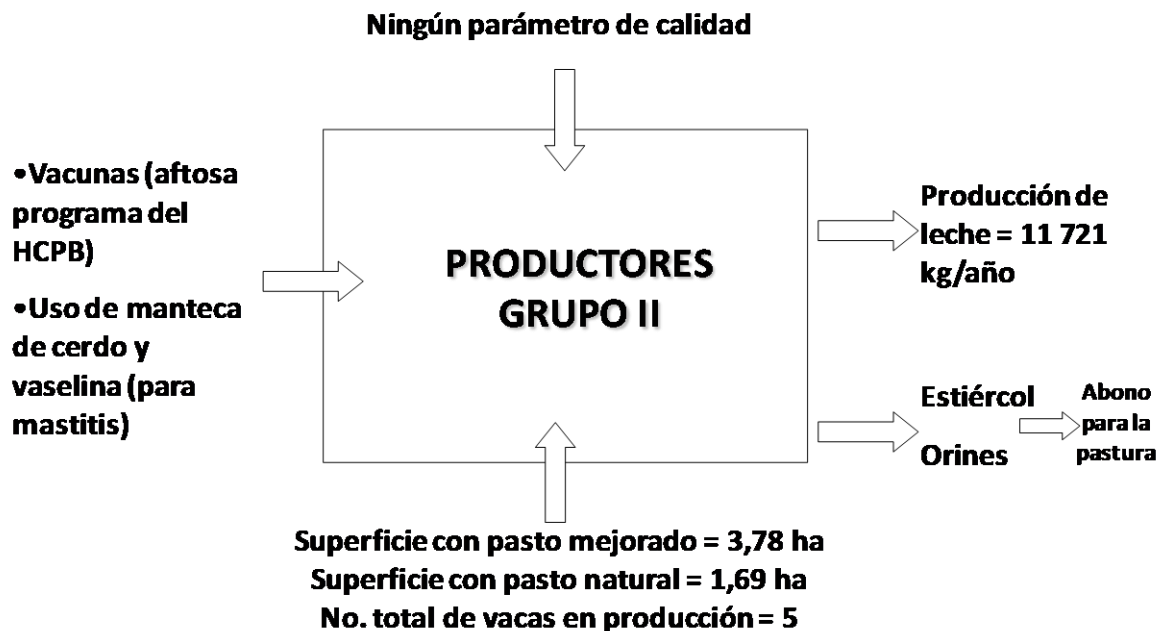 Ningún parámetro de calidad
•Vacunas (aftosa
programa del
HCPB)
•Uso de manteca
de cerdo y
vaselina (para
mastitis)
PRODUCTORES
GRUPO II
Producción de
leche = 11 721
kg/año
Estiércol
Orines
Abono
para la
pastura
Superficie con pasto mejorado = 3,78 ha
Superficie con pasto natural = 1,69 ha
No. total de vacas en producción = 5